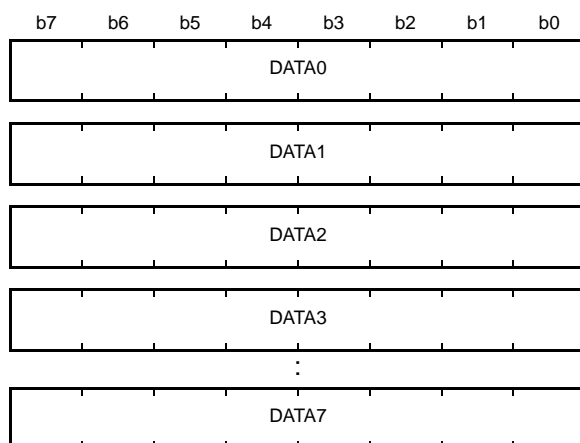 b7 b6 b5 b4 b3 b2 b1 b0
DATA0
DATA1
DATA2
DATA3
:
DATA7